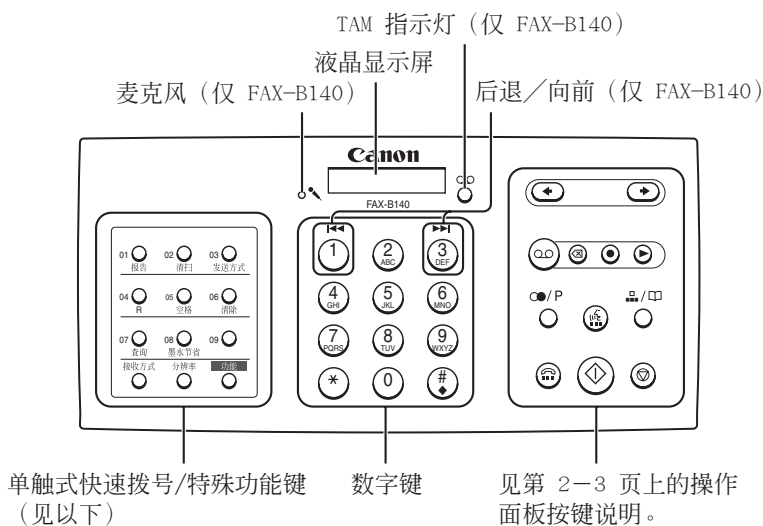 TAM 指示灯（仅 FAX-B140）
液晶显示屏
麦克风（仅 FAX-B140）
后退／向前（仅 FAX-B140）
Canon
FAX-B140
01
报告
02
清扫
03
发送方式
04
R
05
空格
06
清除
07
查询
08
墨水节省
09
接收方式
分辨率
功能
1
2
ABC
3
DEF
4
GHI
5
JKL
6
MNO
7
PQRS
8
TUV
9
WXYZ
*
0
#
/P
/
单触式快速拨号/特殊功能键
（见以下）
数字键
见第 2－3 页上的操作
面板按键说明。